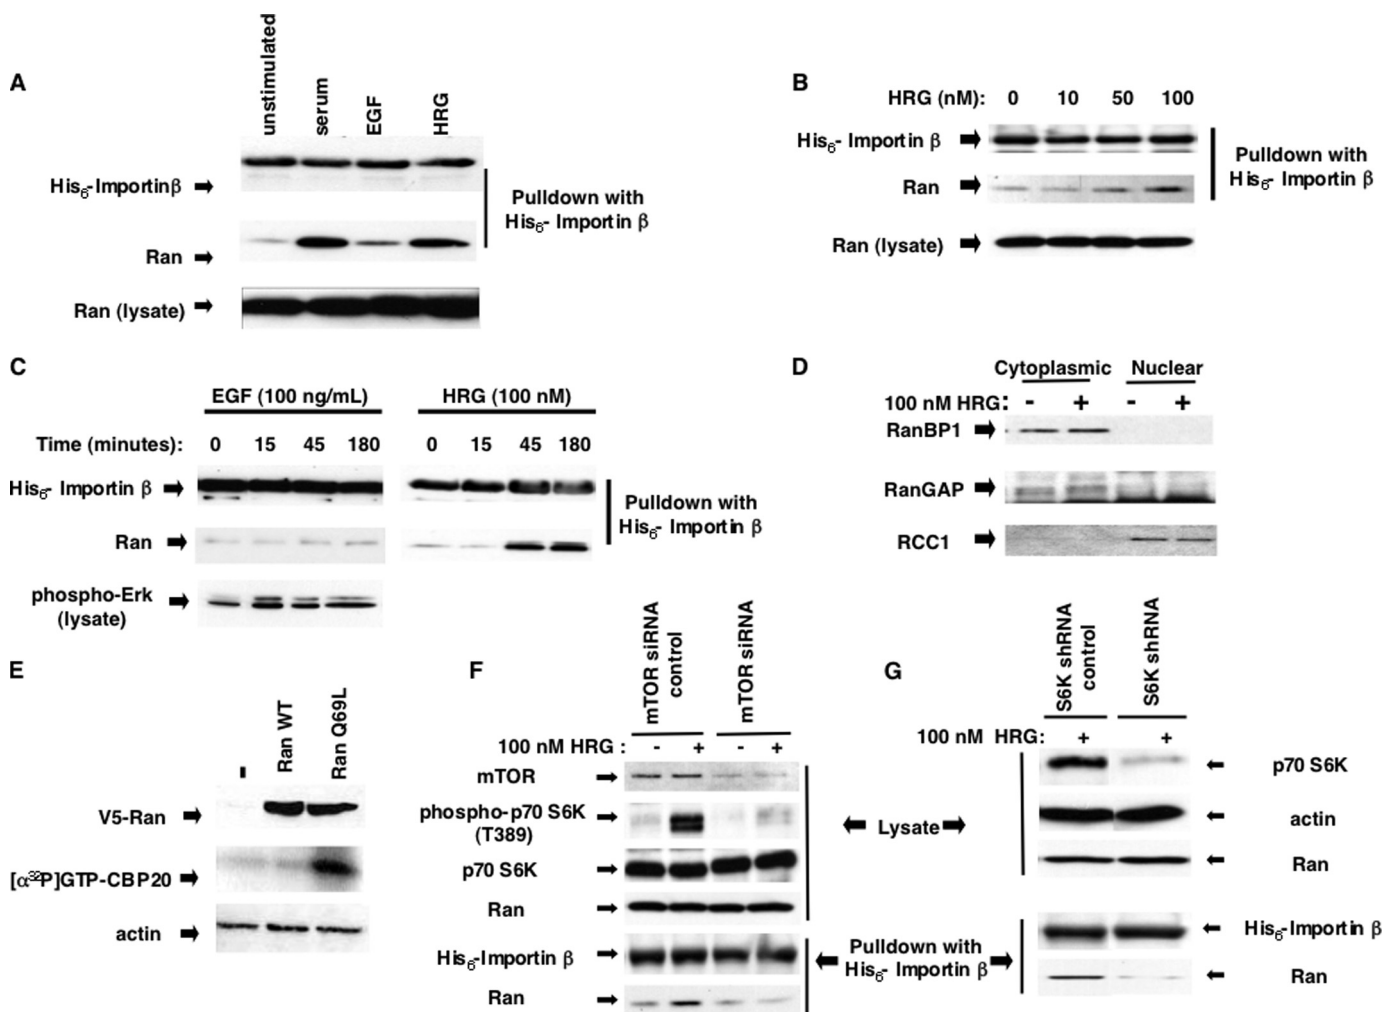 A
unstimulated
serum
EGF
HRG
His6-Importinβ
Ran
Ran (lysate)
Pulldown with
His6- Importin β
B
HRG (nM): 0 10 50 100
His6- Importin β
Ran
Ran (lysate)
Pulldown with
His6- Importin β
C
EGF (100 ng/mL) HRG (100 nM)
Time (minutes): 0 15 45 180 0 15 45 180
His6- Importin β
Ran
phospho-Erk
(lysate)
Pulldown with
His6- Importin β
D
Cytoplasmic Nuclear
100 nM HRG: - + - +
RanBP1
RanGAP
RCC1
E
-
Ran WT
Ran Q69L
V5-Ran
[α32P]GTP-CBP20
actin
F
mTOR siRNA
control
mTOR siRNA
100 nM HRG : - + - +
mTOR
phospho-p70 S6K
(T389)
p70 S6K
Ran
His6-Importin β
Ran
Lysate
Pulldown with
His6- Importin β
G
S6K shRNA
control
S6K shRNA
100 nM HRG: + +
p70 S6K
actin
Ran
His6-Importin β
Ran